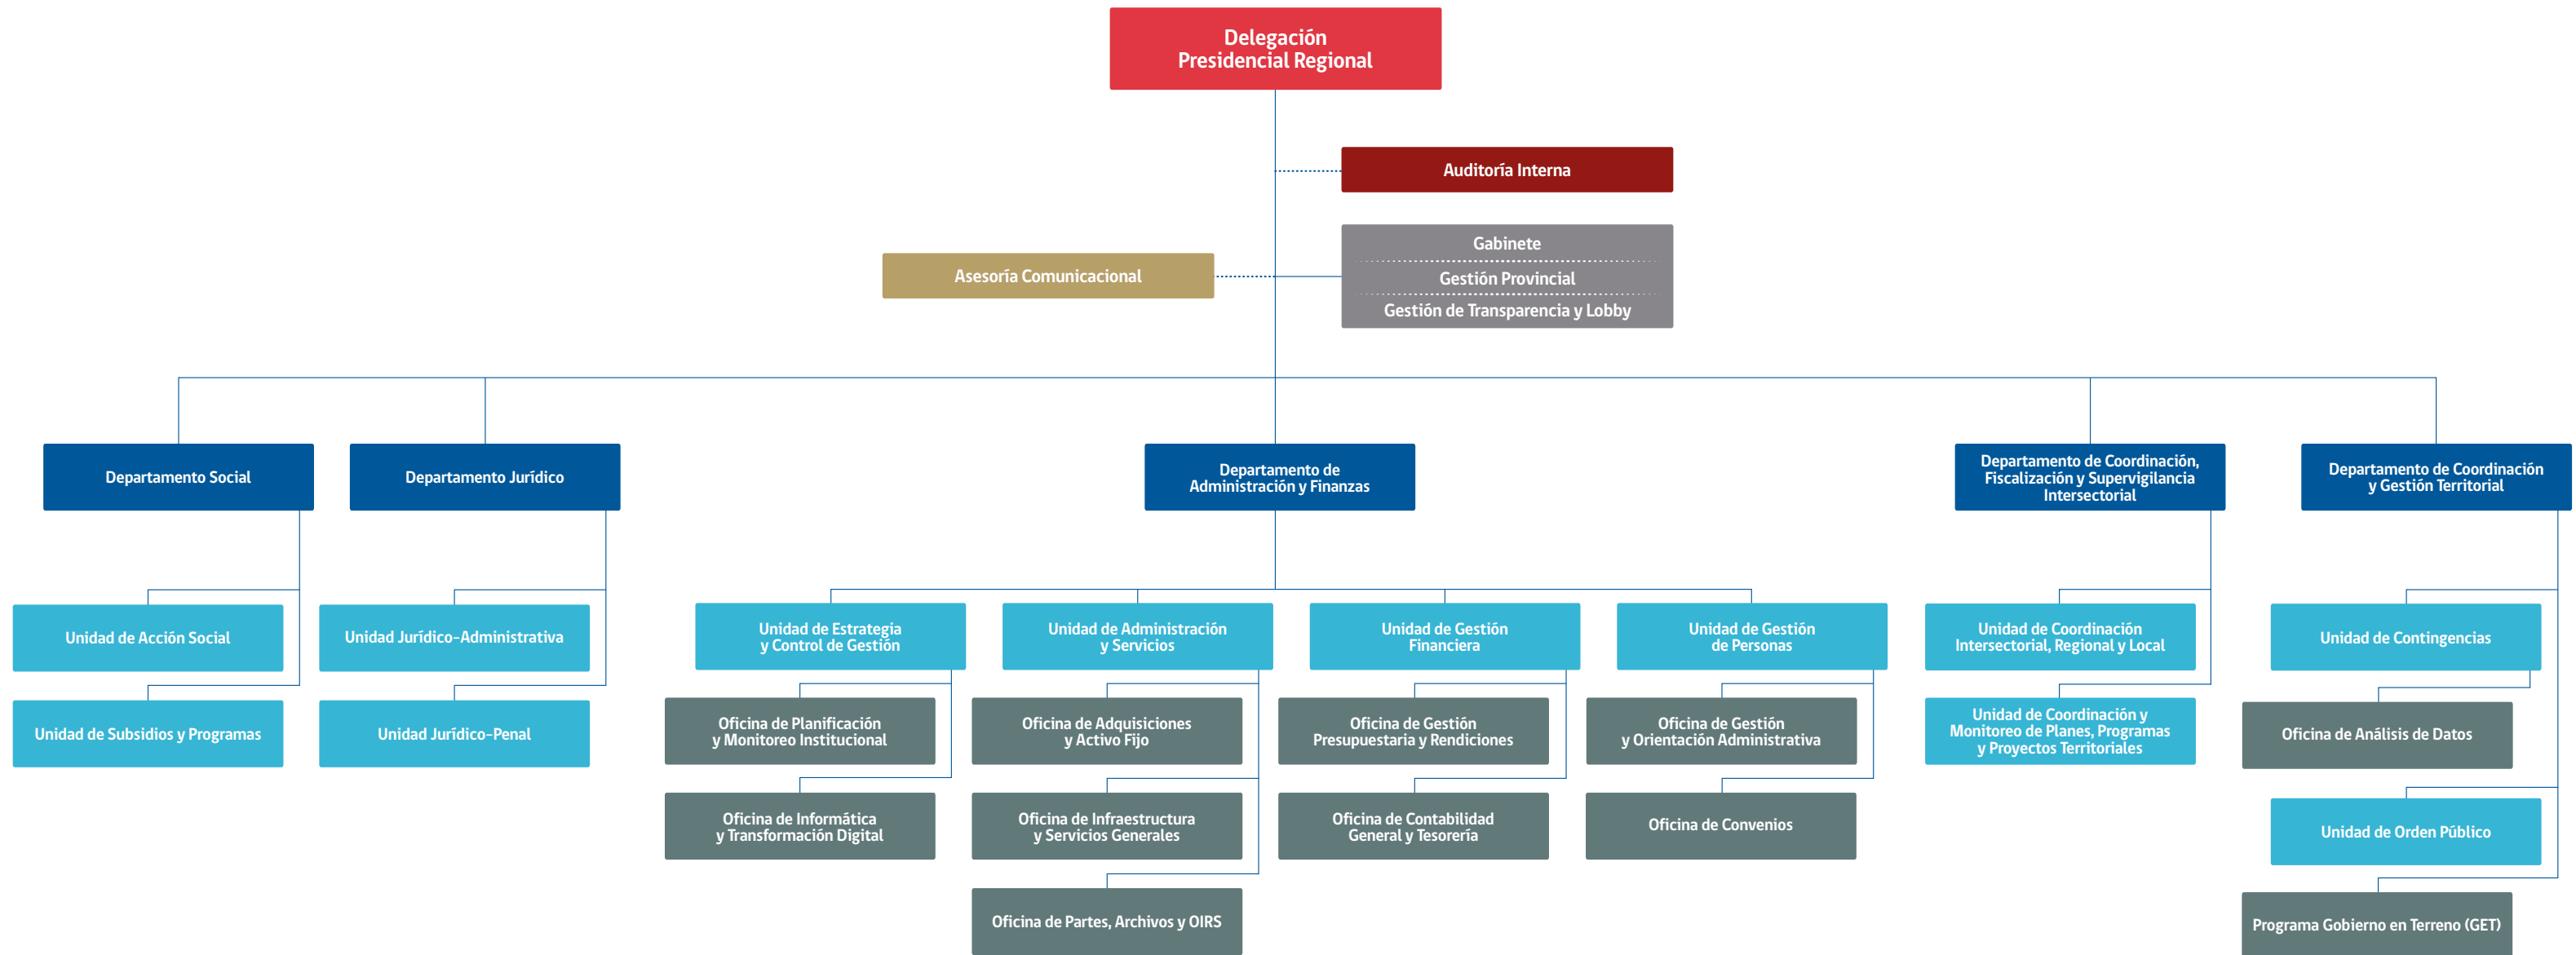 Delegación
Presidencial Regional
Auditoría Interna
Gabinete
Gestión Provincial
Gestión de Transparencia y Lobby
Asesoría Comunicacional
Departamento Social
Departamento Jurídico
Departamento de
Administración y Finanzas
Departamento de Coordinación,
Fiscalización y Supervigilancia
Intersectorial
Departamento de Coordinación
y Gestión Territorial
Unidad de Acción Social
Unidad Jurídico-Administrativa
Unidad de Estrategia
y Control de Gestión
Unidad de Administración
y Servicios
Unidad de Gestión
Financiera
Unidad de Gestión
de Personas
Unidad de Coordinación
Intersectorial, Regional y Local
Unidad de Contingencias
Unidad de Subsidios y Programas
Unidad Jurídico-Penal
Oficina de Planificación
y Monitoreo Institucional
Oficina de Adquisiciones
y Activo Fijo
Oficina de Gestión
Presupuestaria y Rendiciones
Oficina de Gestión
y Orientación Administrativa
Unidad de Coordinación y
Monitoreo de Planes, Programas
y Proyectos Territoriales
Oficina de Análisis de Datos
Oficina de Informática
y Transformación Digital
Oficina de Infraestructura
y Servicios Generales
Oficina de Contabilidad
General y Tesorería
Oficina de Convenios
Unidad de Orden Público
Oficina de Partes, Archivos y OIRS
Programa Gobierno en Terreno (GET)